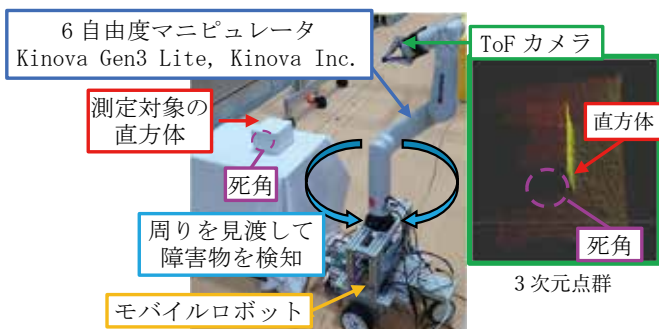 6自由度マニピュレータ
Kinova Gen3 Lite, Kinova Inc.
ToFカメラ
測定対象の
直方体
死角
周りを見渡して
障害物を検知
モバイルロボット
直方体
死角
3次元点群